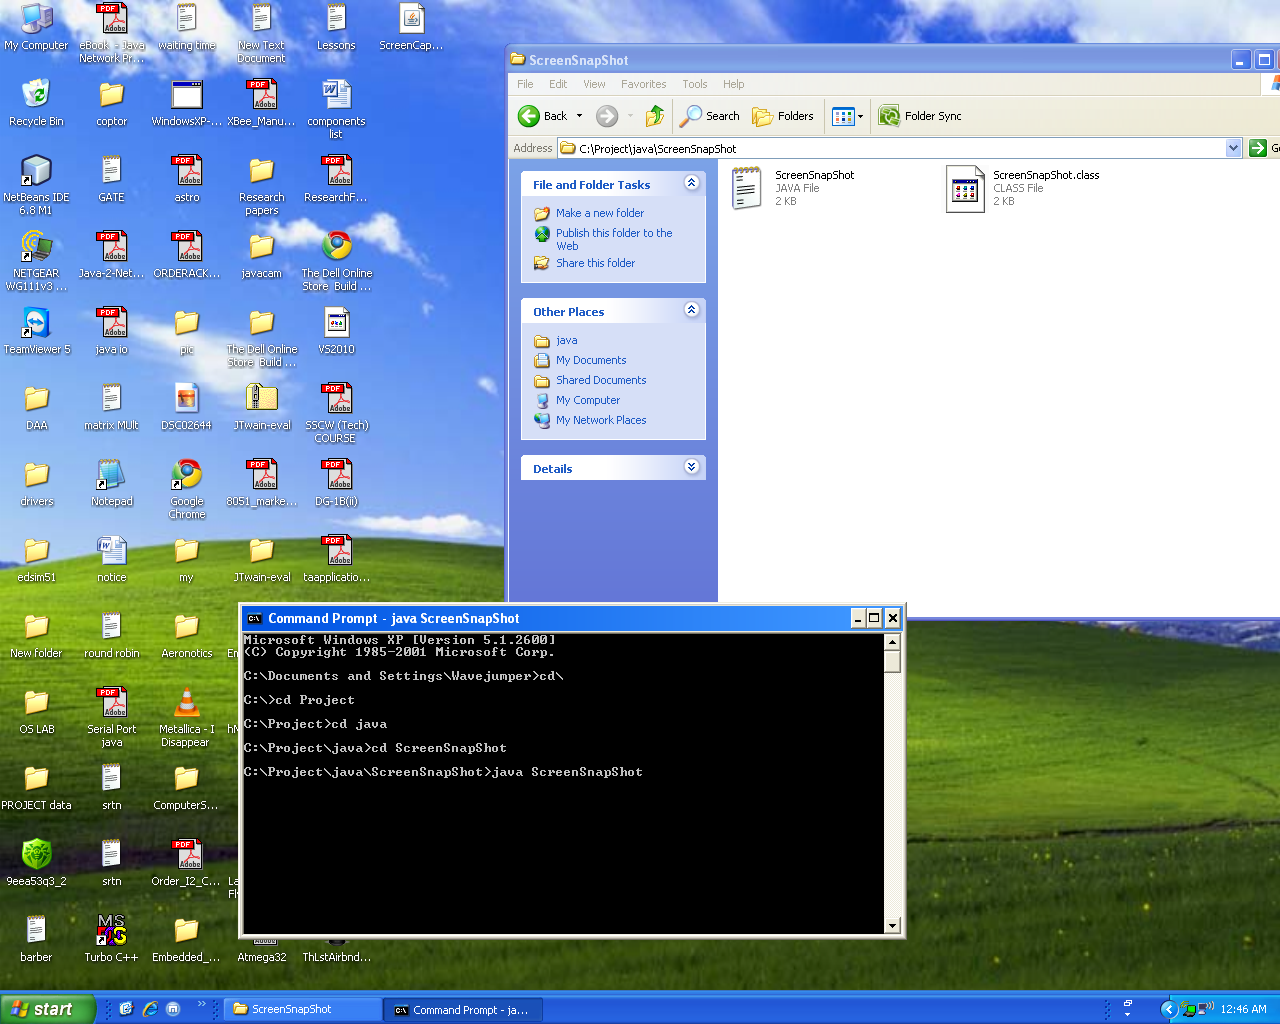 My Computer
eBook - Java Network Pr...
waiting time
New Text Document
Lessons
ScreenCap...
Recycle Bin
coptor
WindowsXP-...
XBee_Manu...
components list
NetBeans IDE 6.8 M1
GATE
astro
Research papers
ResearchF...
NETGEAR WG111v3 ...
Java-2-Net...
ORDERACK...
javacam
The Dell Online Store Build ...
TeamViewer 5
java io
pic
The Dell Online Store Build ...
VS2010
DAA
matrix MUlt
DSC02644
JTwain-eval
SSCW (Tech) COURSE
drivers
Notepad
Google Chrome
8051_marke...
DG-1B(ii)
edsim51
notice
my
JTwain-eval
taapplicatio...
New folder
round robin
Aeronotics
OS LAB
Serial Port java
Metallica - I Disappear
PROJECT data
srtn
ComputerS...
9eea53q3_2
srtn
Order_I2_C...
barber
Turbo C++
Embedded_...
Atmega32
ThLstAirbnd...
ScreenSnapShot
File Edit View Favorites Tools Help
Back Search Folders Folder Sync
Address C:\Project\java\ScreenSnapShot
File and Folder Tasks
Make a new folder
Publish this folder to the Web
Share this folder
Other Places
java
My Documents
Shared Documents
My Computer
My Network Places
Details
ScreenSnapShot
JAVA File
2 KB
ScreenSnapShot.class
CLASS File
2 KB
Command Prompt - java ScreenSnapShot
Microsoft Windows XP [Version 5.1.2600]
(C) Copyright 1985-2001 Microsoft Corp.
C:\Documents and Settings\Wavejumper>cd\
C:\>cd Project
C:\Project>cd java
C:\Project\java>cd ScreenSnapShot
C:\Project\java\ScreenSnapShot>java ScreenSnapShot
start
ScreenSnapShot
Command Prompt - ja...
12:46 AM